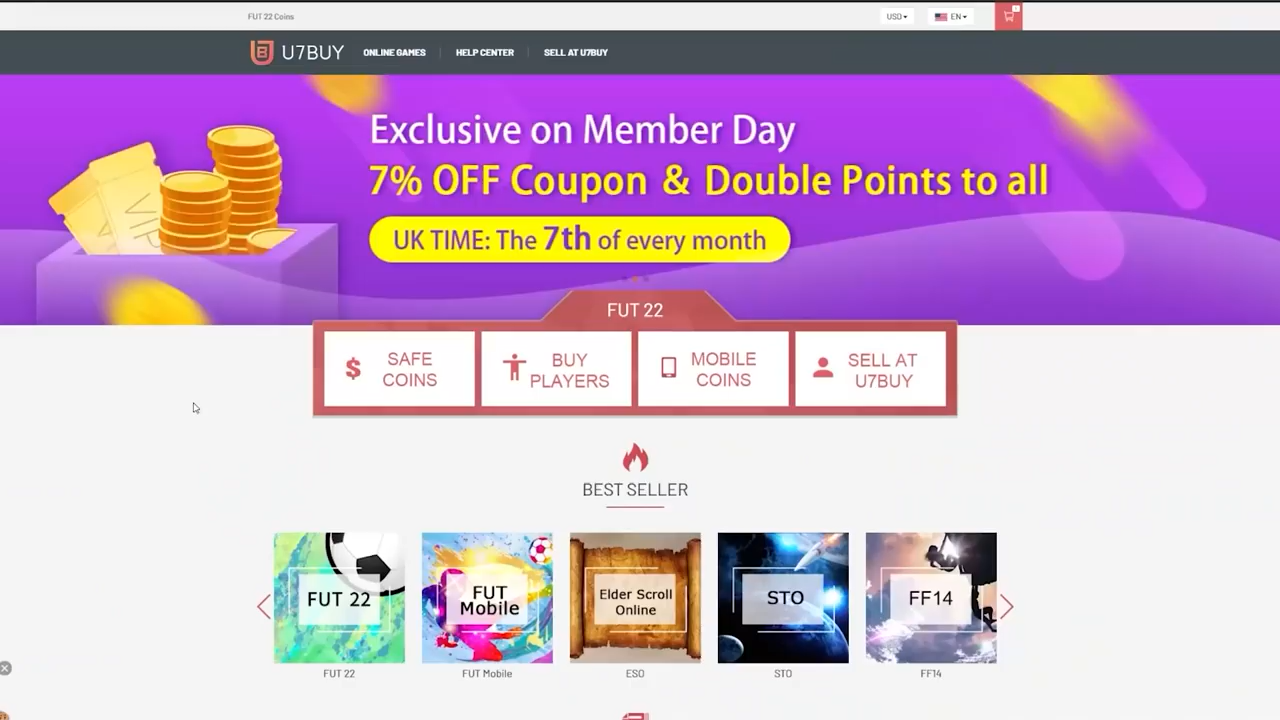 FUT 22 Coins
USD
EN
1
U7BUY
ONLINE GAMES
HELP CENTER
SELL AT U7BUY
Exclusive on Member Day
7% OFF Coupon & Double Points to all
UK TIME: The 7th of every month
VIP
FUT 22
SAFE
COINS
BUY
PLAYERS
MOBILE
COINS
SELL AT
U7BUY
BEST SELLER
FUT 22
FUT
Mobile
Elder Scroll
Online
STO
FF14
FUT 22
FUT Mobile
ESO
STO
FF14